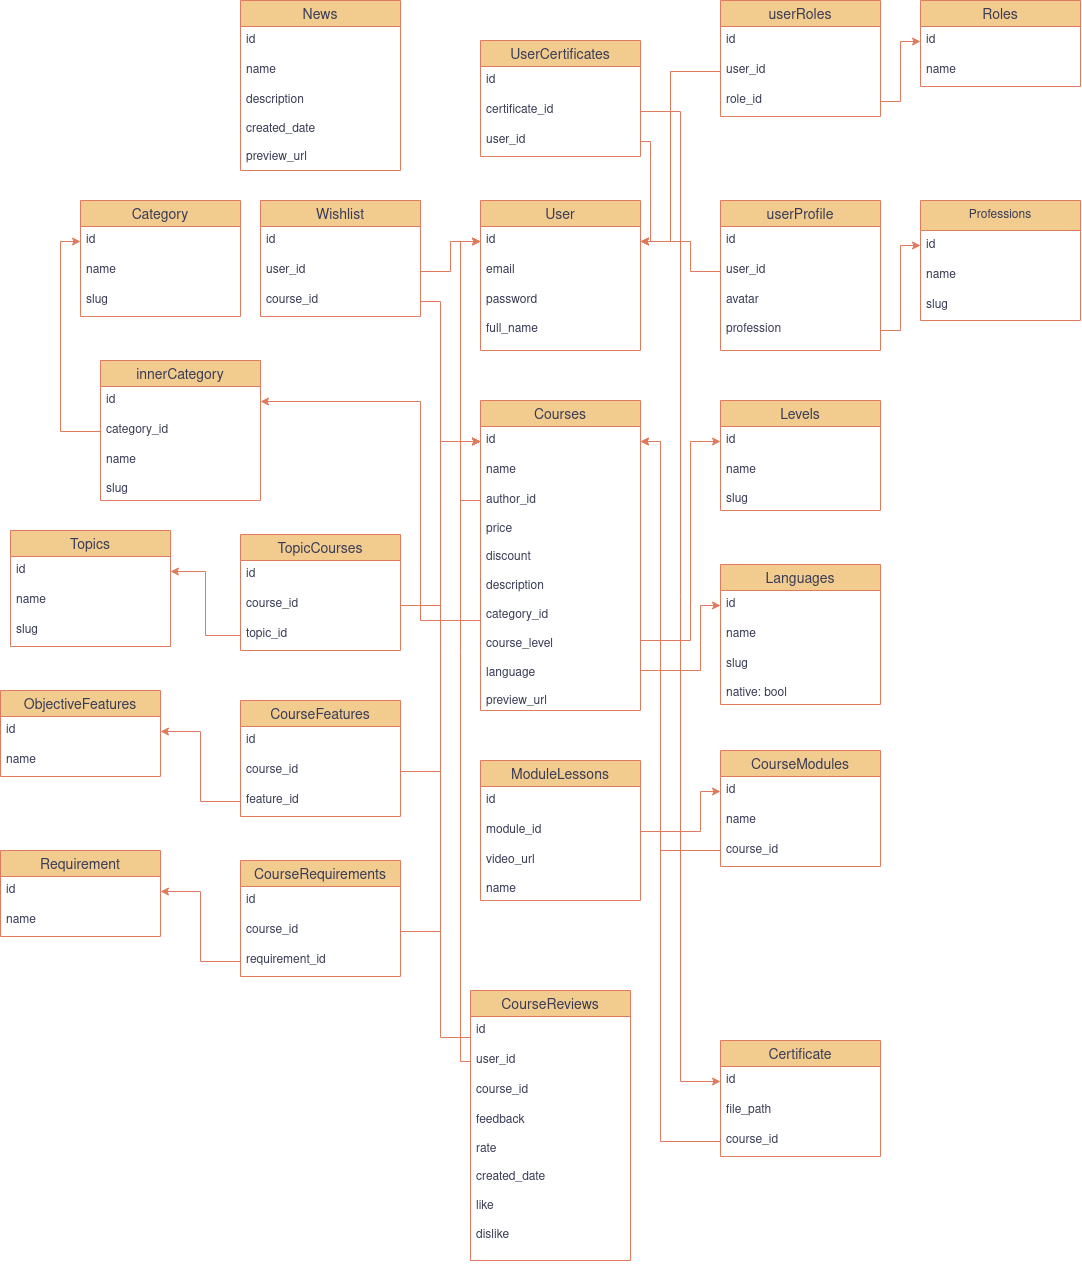 News
id
name
description
created_date
preview_url
UserCertificates
id
certificate_id
user_id
userRoles
id
user_id
role_id
Roles
id
name
Category
id
name
slug
Wishlist
id
user_id
course_id
User
id
email
password
full_name
userProfile
id
user_id
avatar
profession
Professions
id
name
slug
innerCategory
id
category_id
name
slug
Courses
id
name
author_id
price
discount
description
category_id
course_level
language
preview_url
Levels
id
name
slug
Topics
id
name
slug
TopicCourses
id
course_id
topic_id
Languages
id
name
slug
native: bool
ObjectiveFeatures
id
name
CourseFeatures
id
course_id
feature_id
ModuleLessons
id
module_id
video_url
name
CourseModules
id
name
course_id
Requirement
id
name
CourseRequirements
id
course_id
requirement_id
CourseReviews
id
user_id
course_id
feedback
rate
created_date
like
dislike
Certificate
id
file_path
course_id